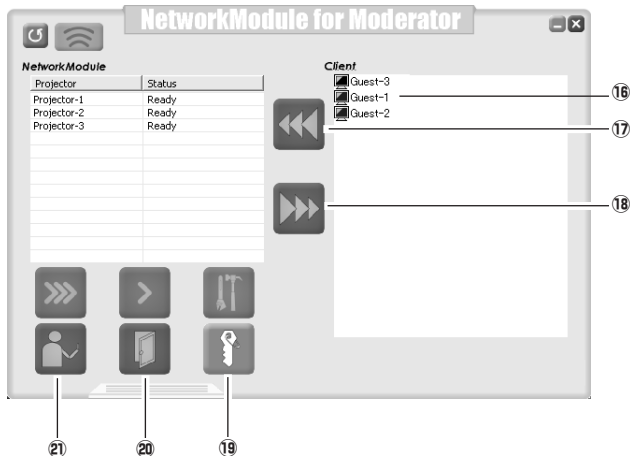 NetworkModule for Moderator
NetworkModule
Client
Projector Status
Projector-1 Ready
Projector-2 Ready
Projector-3 Ready
Guest-3
Guest-1
Guest-2
⑯
⑰
⑱
㉑
⑳
⑲